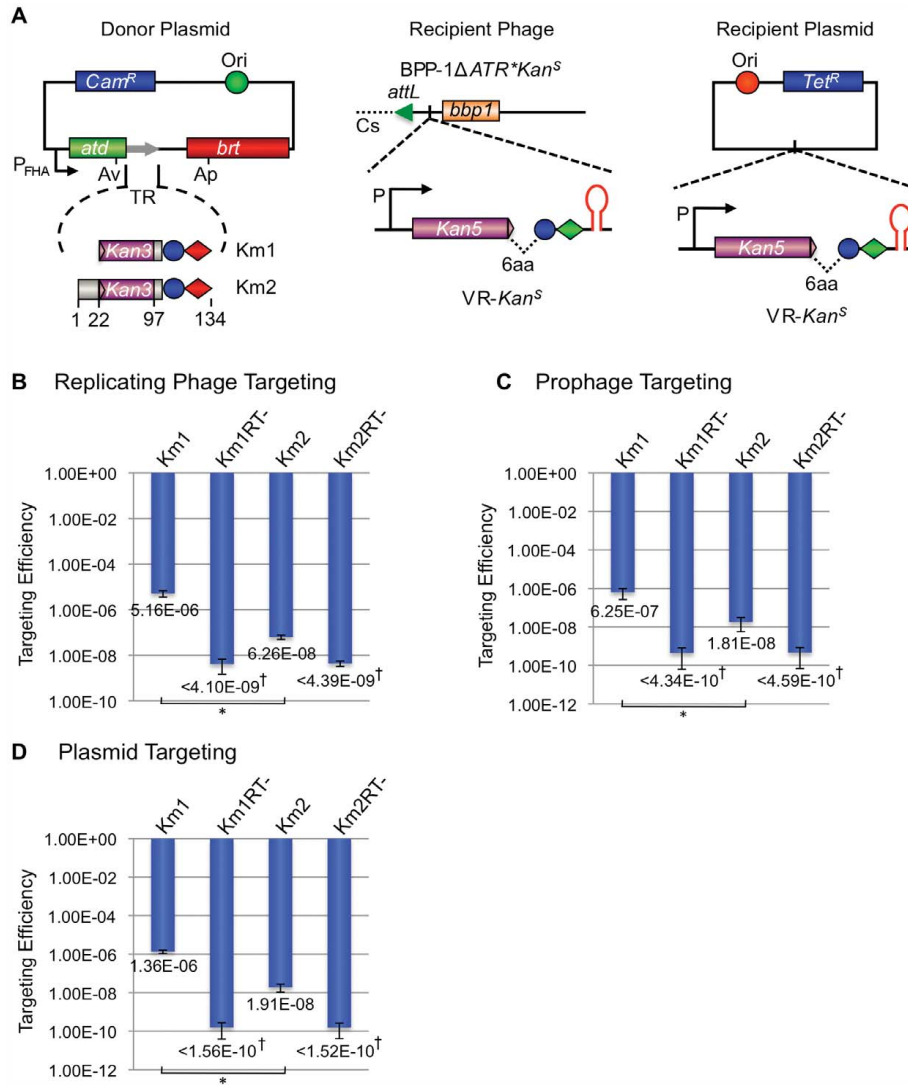 A
Donor Plasmid
Recipient Phage
Recipient Plasmid
Cam^R
Ori
BPP-1ΔATR*Kan^S
attL
bbp1
Cs
Ori
Tet^R
atd
brt
P_FHA
Av
Ap
TR
Kan3
Km1
Kan3
Km2
1 22 97 134
P
Kan5
6aa
VR-Kan^S
P
Kan5
6aa
VR-Kan^S
B Replicating Phage Targeting
Km1
Km1RT-
Km2
Km2RT-
Targeting Efficiency
1.00E+00
1.00E-02
1.00E-04
1.00E-06
1.00E-08
1.00E-10
5.16E-06
<4.10E-09†
6.26E-08
<4.39E-09†
*
C Prophage Targeting
Km1
Km1RT-
Km2
Km2RT-
Targeting Efficiency
1.00E+00
1.00E-02
1.00E-04
1.00E-06
1.00E-08
1.00E-10
1.00E-12
6.25E-07
<4.34E-10†
1.81E-08
<4.59E-10†
*
D Plasmid Targeting
Km1
Km1RT-
Km2
Km2RT-
Targeting Efficiency
1.00E+00
1.00E-02
1.00E-04
1.00E-06
1.00E-08
1.00E-10
1.00E-12
1.36E-06
<1.56E-10†
1.91E-08
<1.52E-10†
*